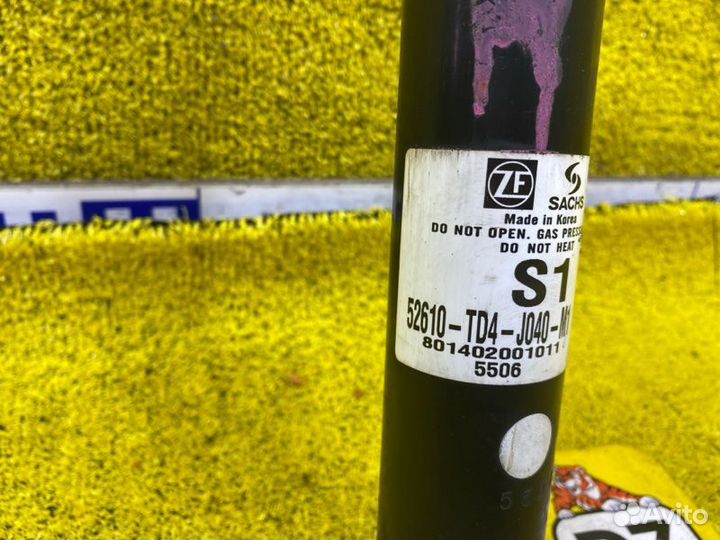 ZF
SACHS
Made in Korea
DO NOT OPEN. GAS
DO NOT HEAT
S1
52610-TD4-J040-M1
801402001011
5506
Avito